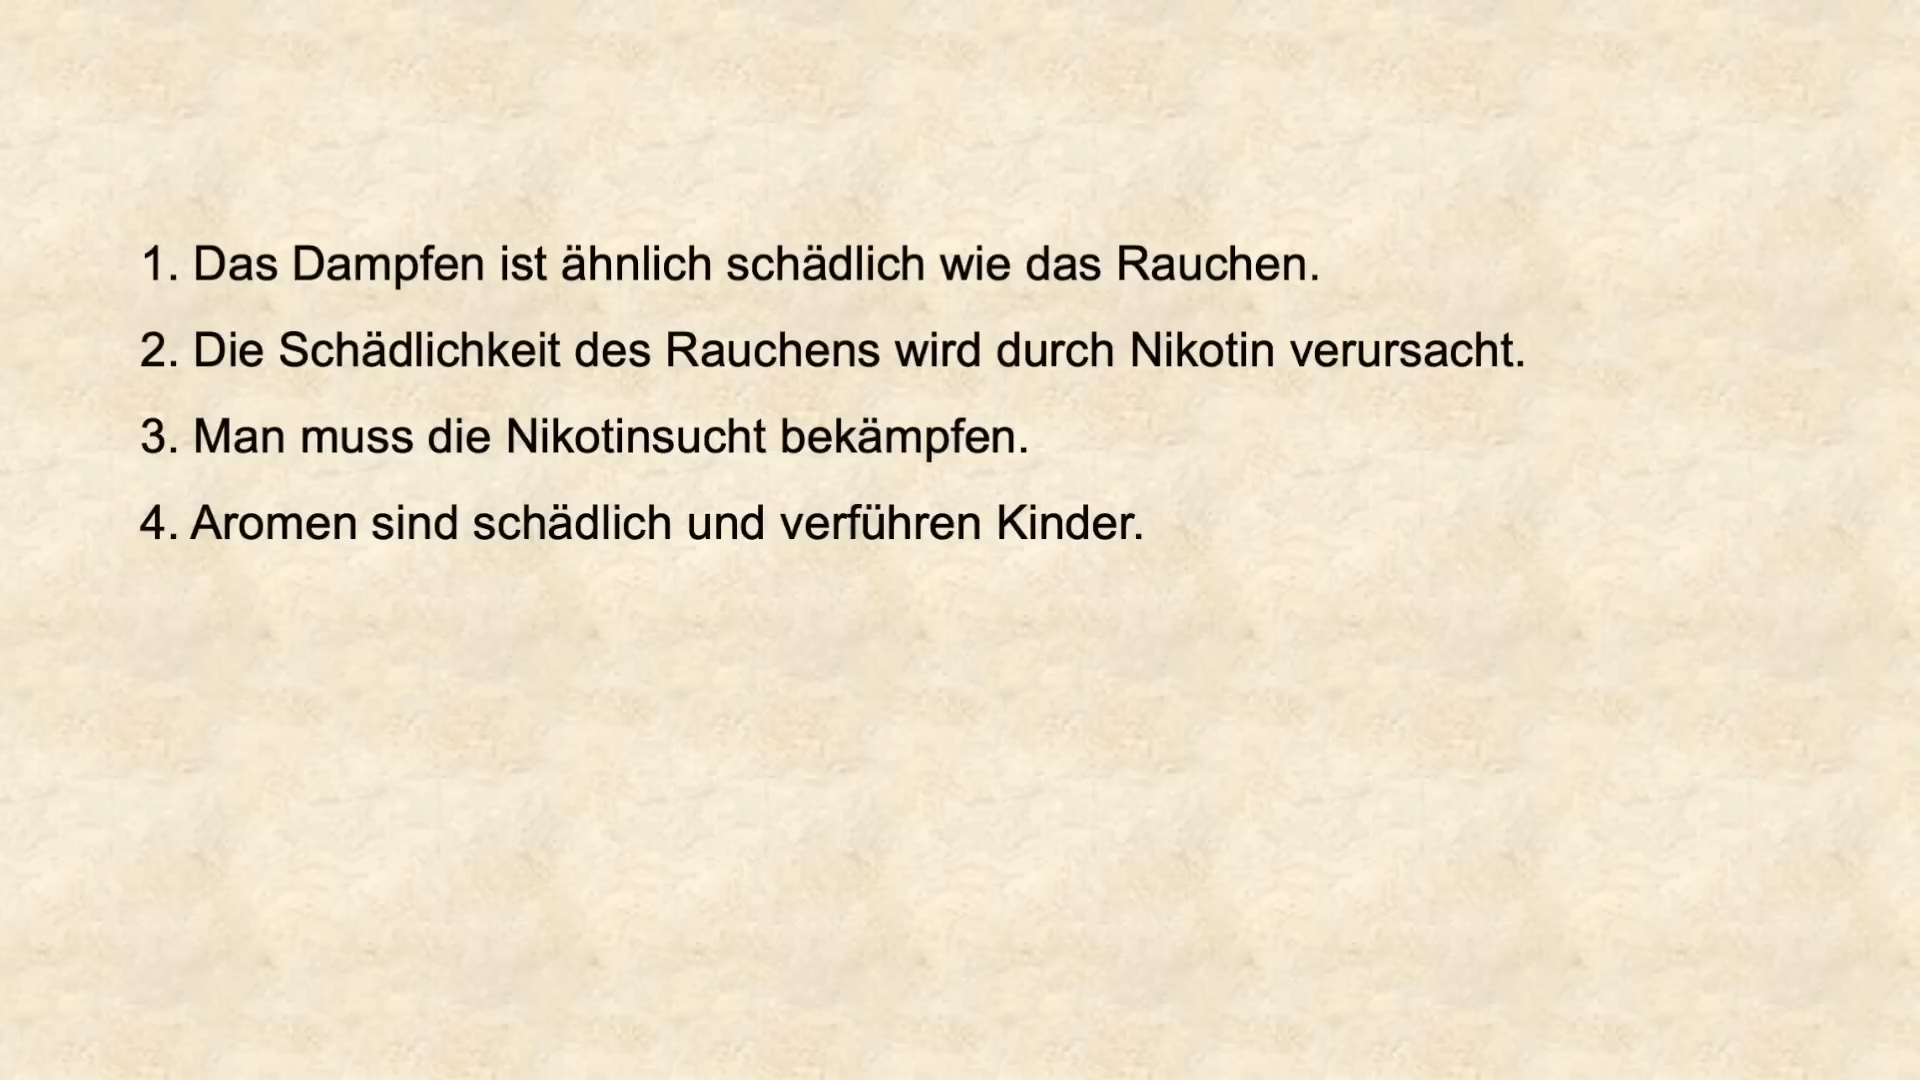 1. Das Dampfen ist ähnlich schädlich wie das Rauchen.
2. Die Schädlichkeit des Rauchens wird durch Nikotin verursacht.
3. Man muss die Nikotinsucht bekämpfen.
4. Aromen sind schädlich und verführen Kinder.